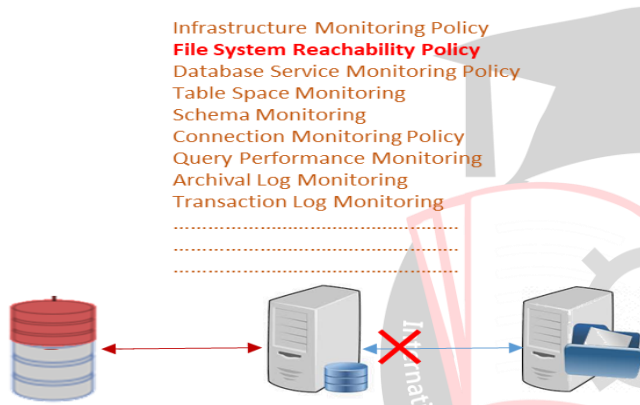 Infrastructure Monitoring Policy
File System Reachability Policy
Database Service Monitoring Policy
Table Space Monitoring
Schema Monitoring
Connection Monitoring Policy
Query Performance Monitoring
Archival Log Monitoring
Transaction Log Monitoring
................................................
................................................
................................................